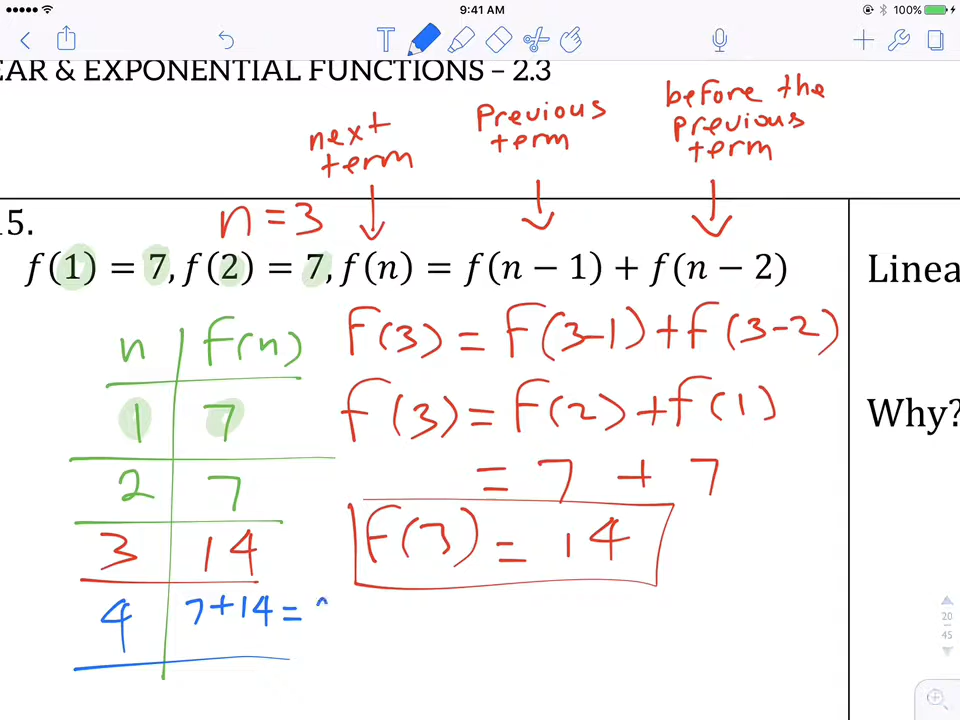 9:41 AM
100%
T
EAR & EXPONENTIAL FUNCTIONS – 2.3
next term
Previous term
before the previous term
15.
n = 3
f(1) = 7, f(2) = 7, f(n) = f(n − 1) + f(n − 2)
Linea
n f(n)
f(3) = f(3-1) + f(3-2)
1 7
f(3) = f(2) + f(1)
Why?
2 7
= 7 + 7
3 14
f(3) = 14
4 7+14 =
20
45